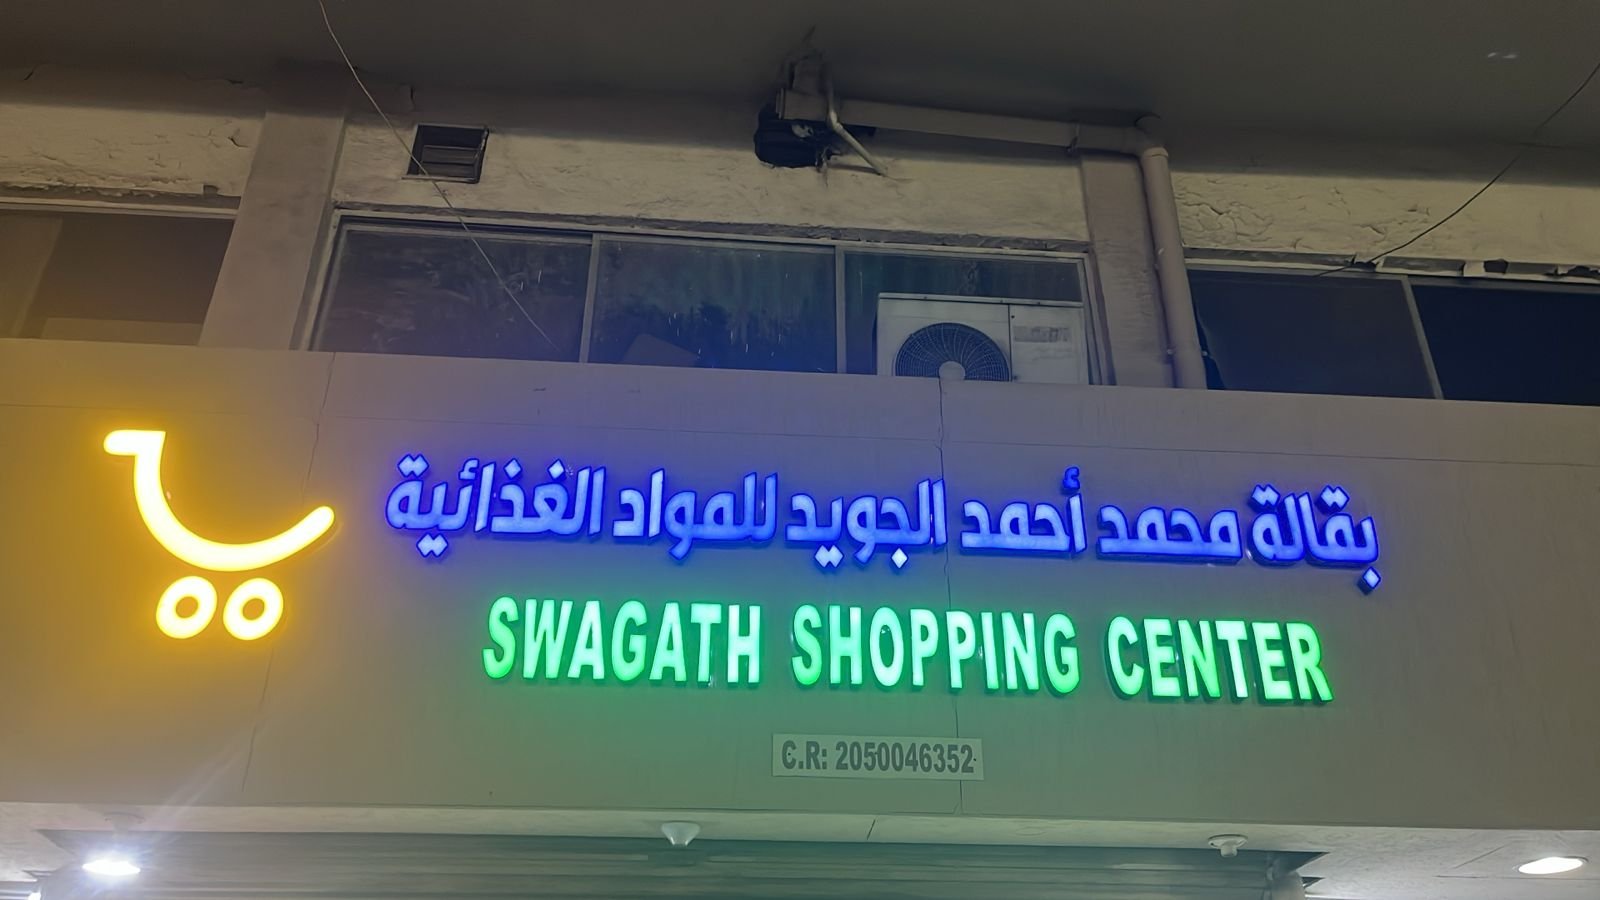 بقالة محمد أحمد الجويد للمواد الغذائية
SWAGATH SHOPPING CENTER
C.R: 2050046352